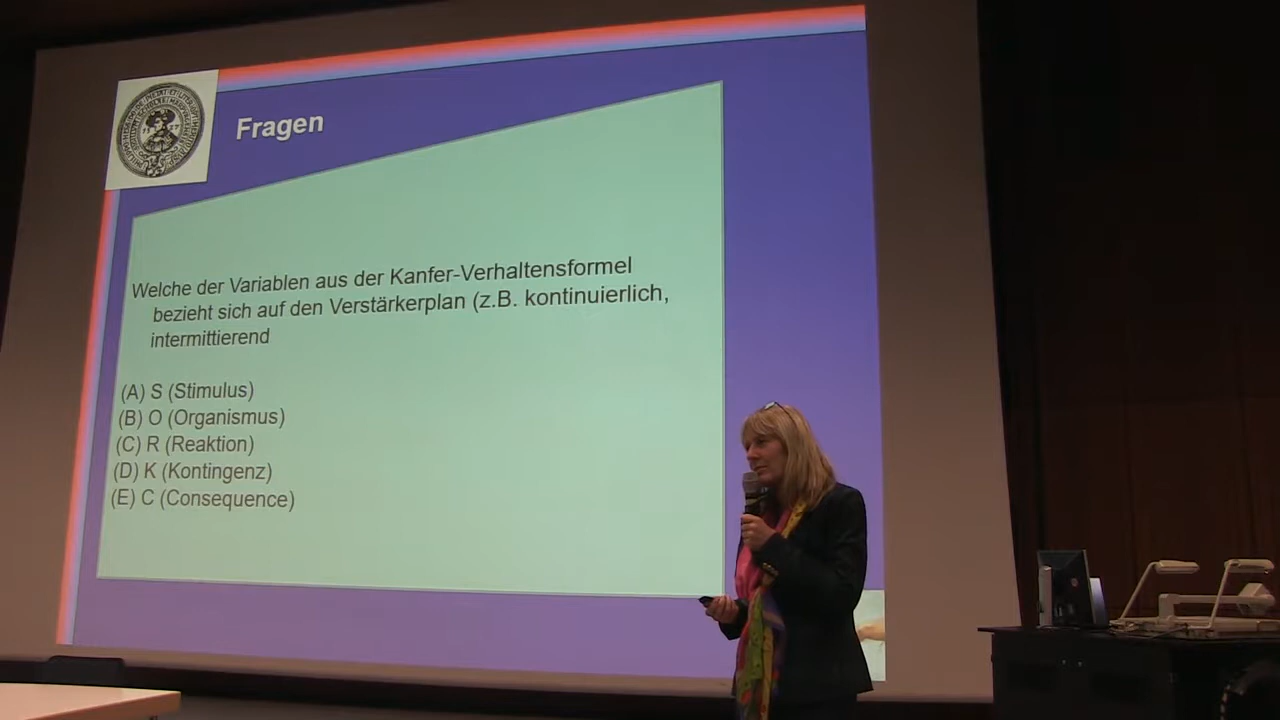 Fragen
Welche der Variablen aus der Kanfer-Verhaltensformel
bezieht sich auf den Verstärkerplan (z.B. kontinuierlich,
intermittierend
(A) S (Stimulus)
(B) O (Organismus)
(C) R (Reaktion)
(D) K (Kontingenz)
(E) C (Consequence)